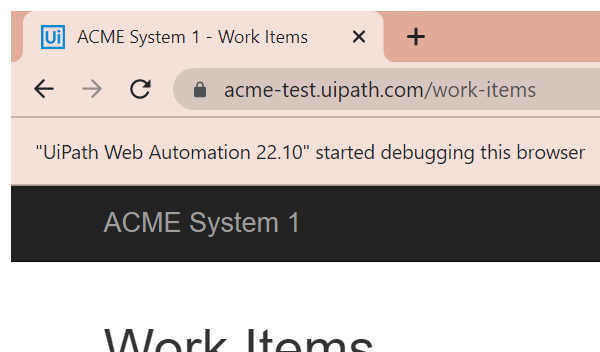 Ui ACME System 1 - Work Items
acme-test.uipath.com/work-items
"UiPath Web Automation 22.10" started debugging this browser
ACME System 1
Work Items